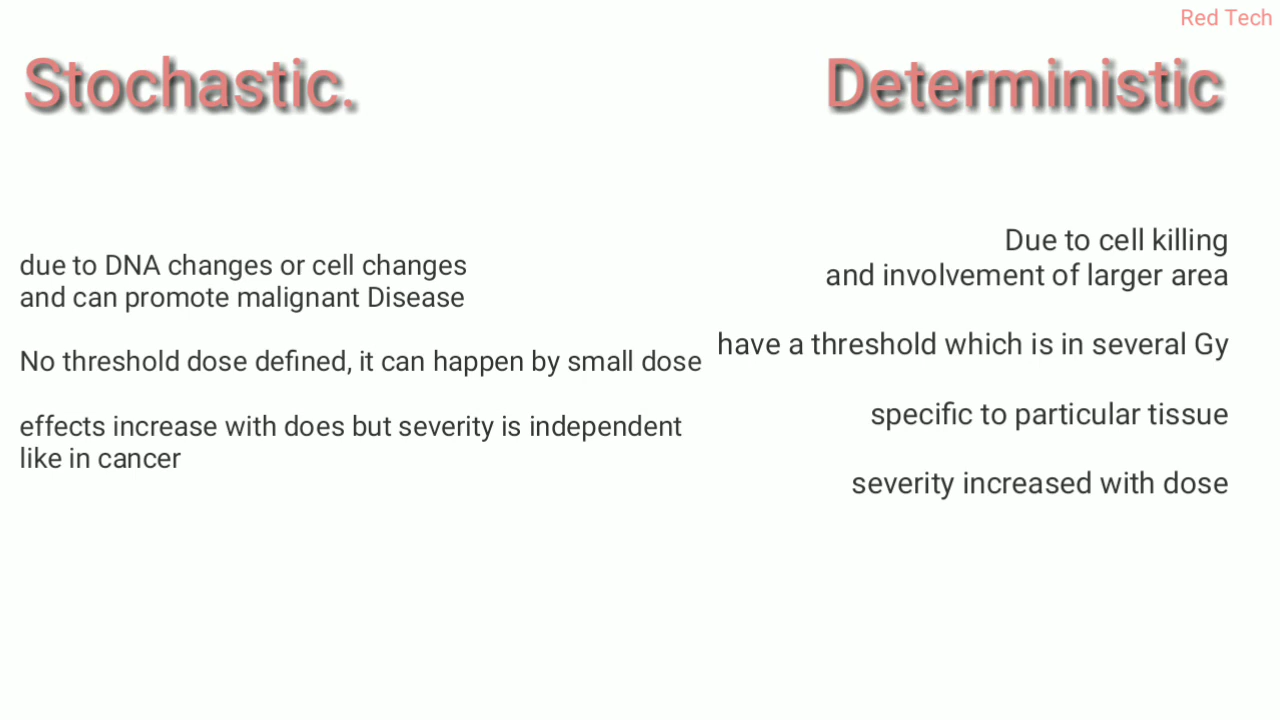 Red Tech
Stochastic.
due to DNA changes or cell changes
and can promote malignant Disease
No threshold dose defined, it can happen by small dose
effects increase with does but severity is independent
like in cancer
Deterministic
Due to cell killing
and involvement of larger area
have a threshold which is in several Gy
specific to particular tissue
severity increased with dose